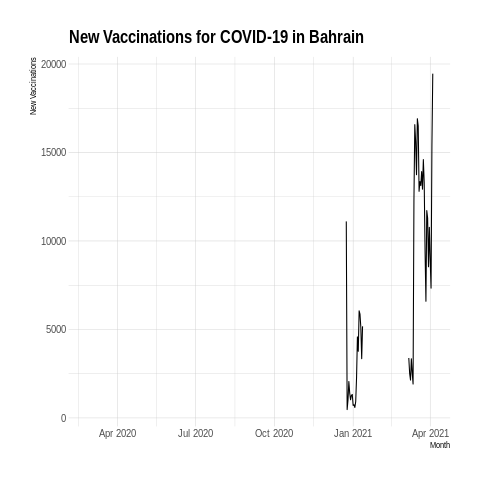 New Vaccinations for COVID-19 in Bahrain
New Vaccinations
20000
15000
10000
5000
0
Apr 2020 Jul 2020 Oct 2020 Jan 2021 Apr 2021
Month